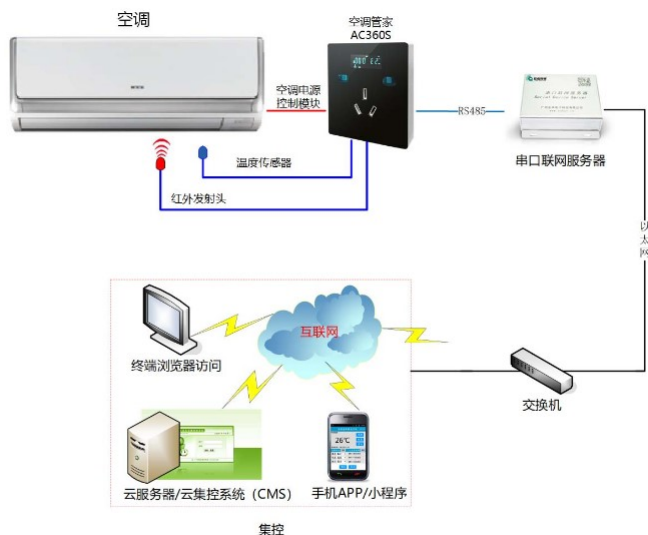 空调
空调管家
AC360S
空调电源
控制模块
RS485
串口联网服务器
温度传感器
红外发射头
以太网
互联网
终端浏览器访问
交换机
26℃
云服务器/云集控系统（CMS）
手机APP/小程序
集控